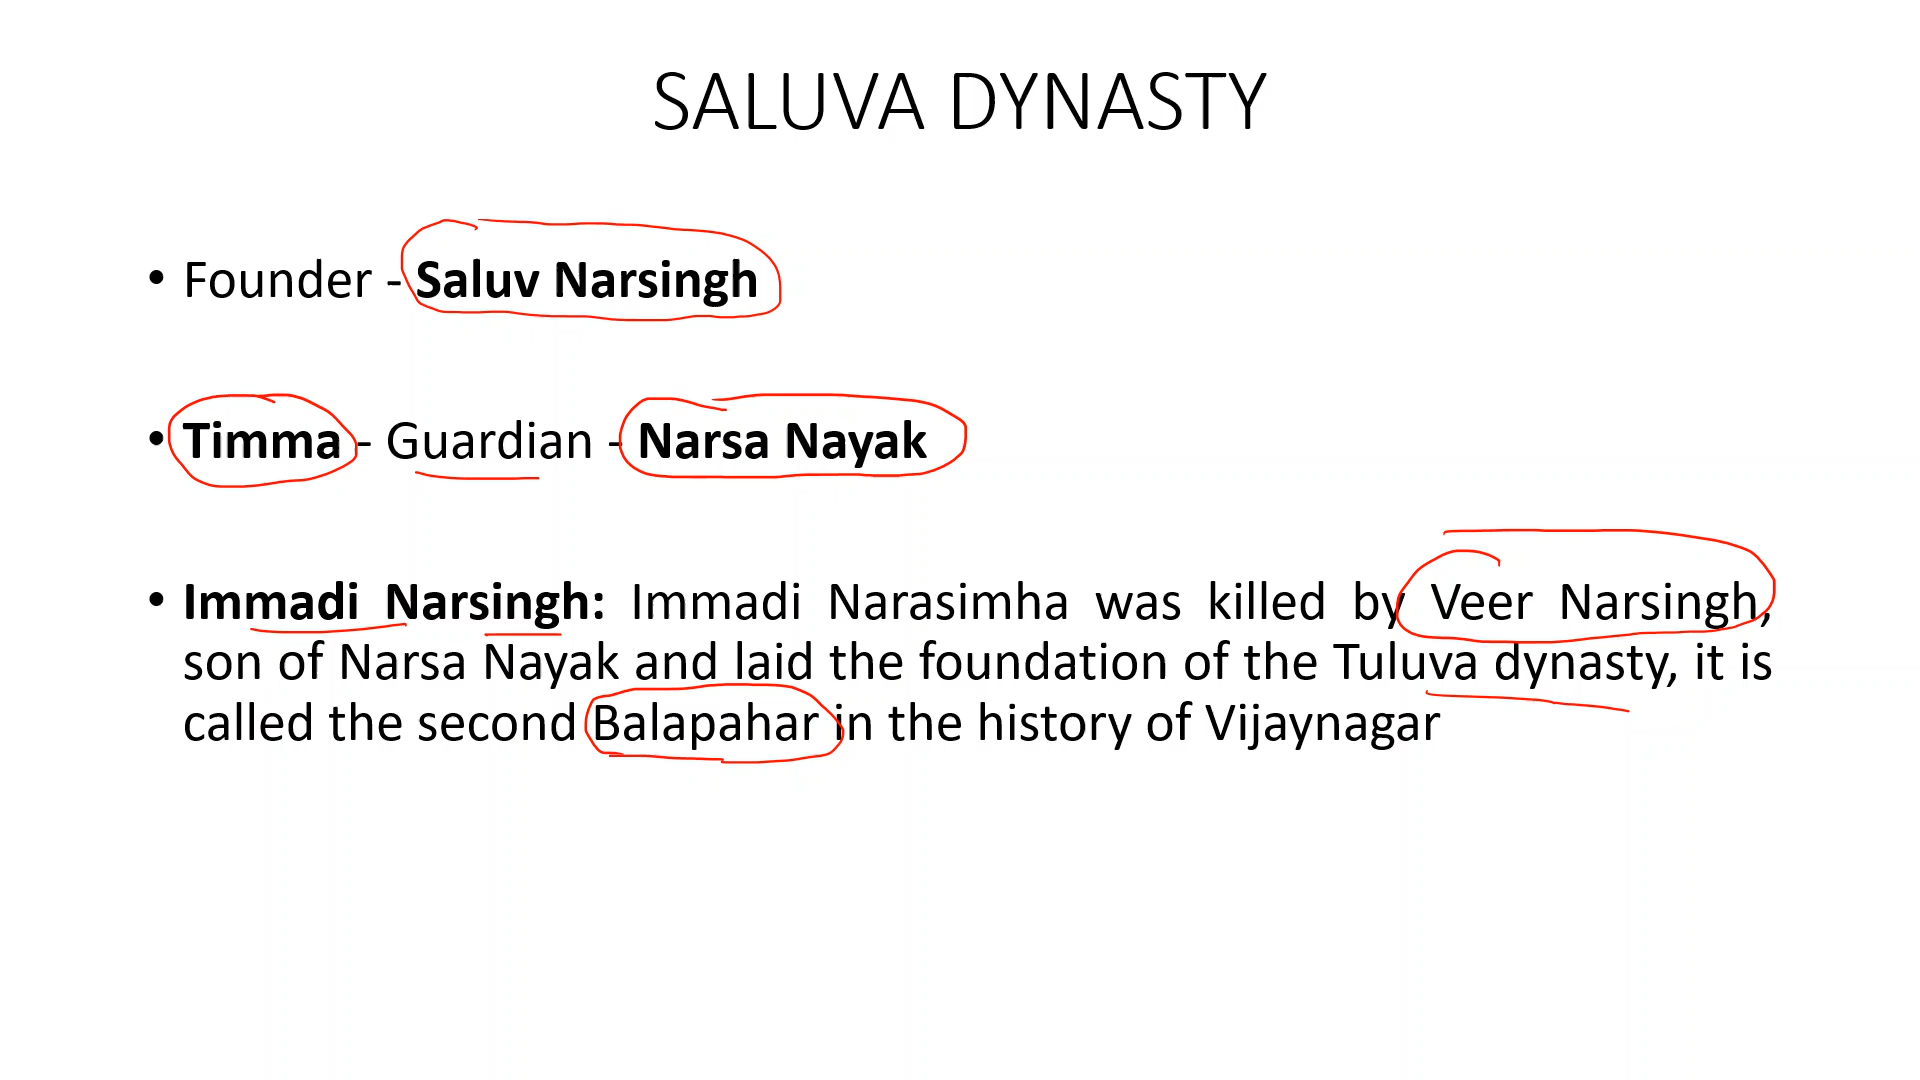 SALUVA DYNASTY
• Founder - Saluv Narsingh
• Timma - Guardian - Narsa Nayak
• Immadi Narsingh: Immadi Narasimha was killed by Veer Narsingh,
son of Narsa Nayak and laid the foundation of the Tuluva dynasty, it is
called the second Balapahar in the history of Vijaynagar